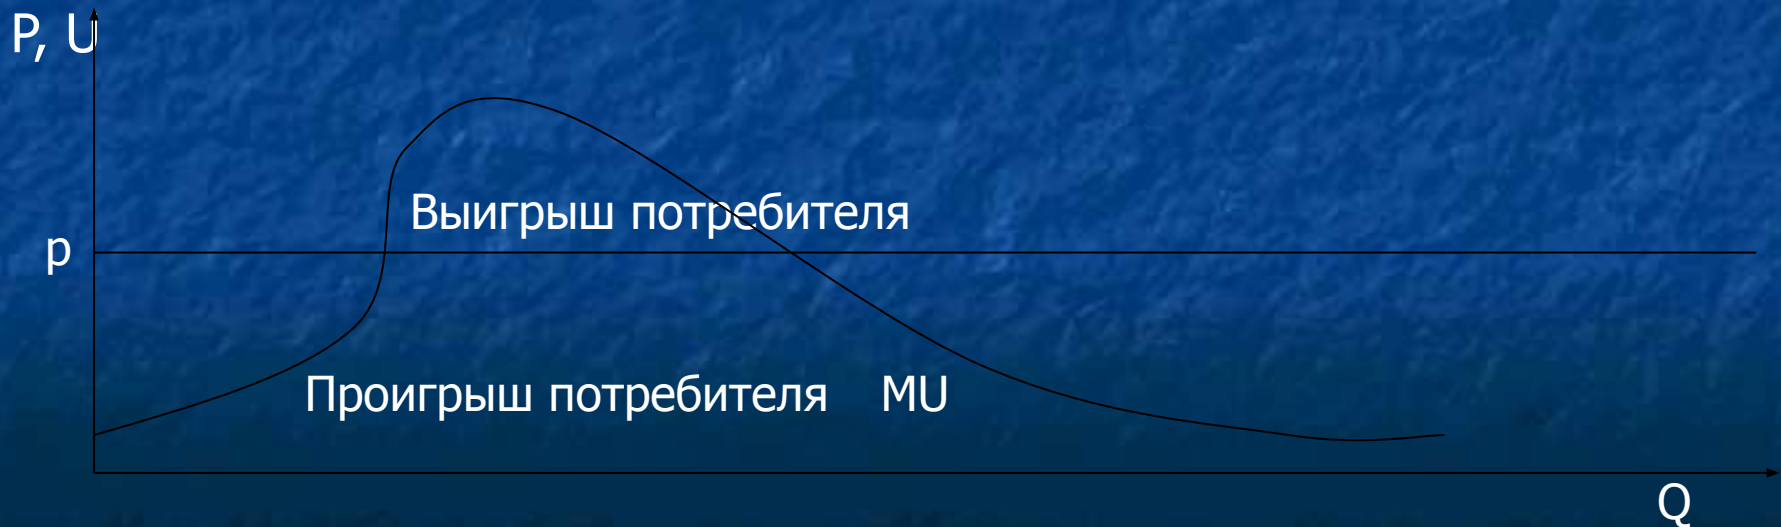 P, U
Выигрыш потребителя
p
Проигрыш потребителя MU
Q